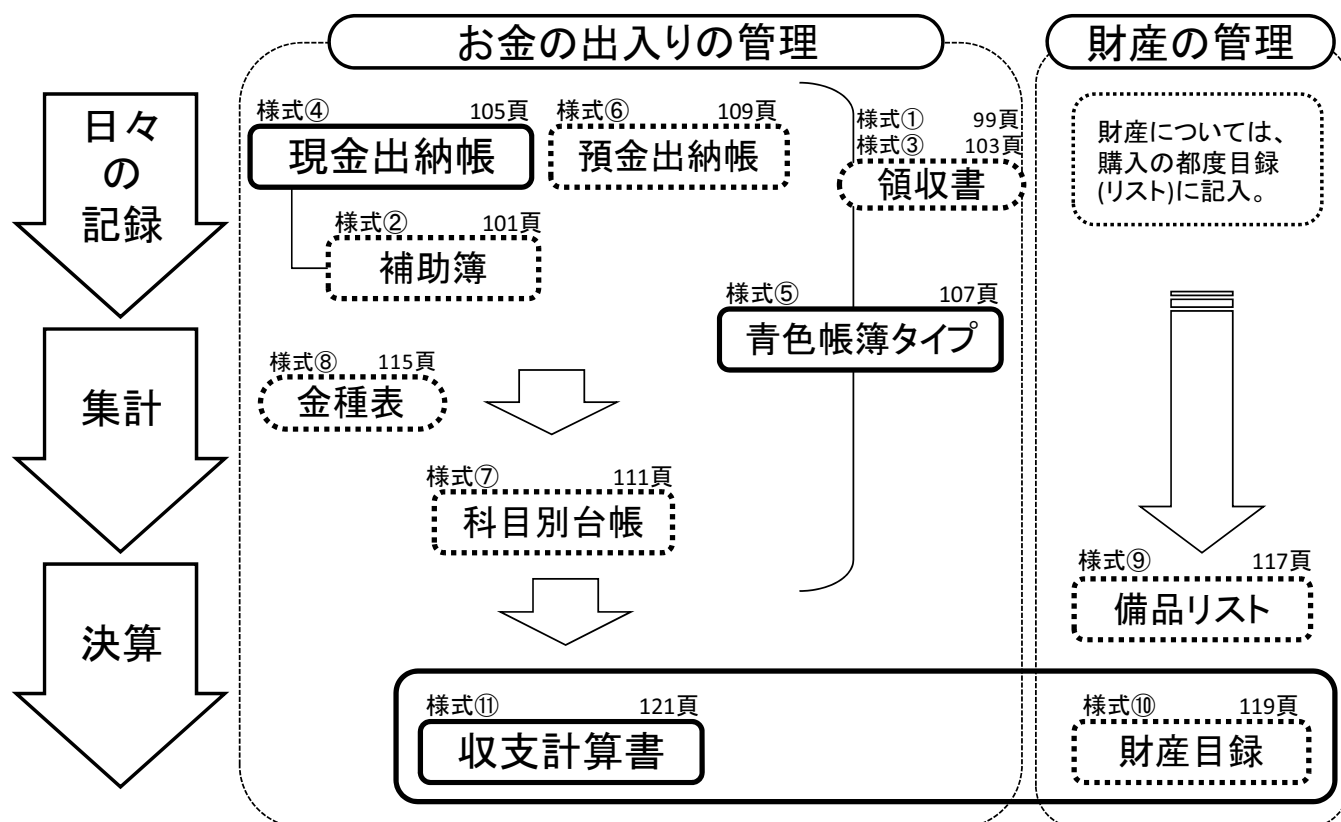 お金の出入りの管理
財産の管理
日々
の
記録
様式④ 105頁
現金出納帳
様式⑥ 109頁
預金出納帳
様式① 99頁
様式③ 103頁
領収書
財産については、
購入の都度目録
(リスト)に記入。
様式② 101頁
補助簿
様式⑤ 107頁
青色帳簿タイプ
集計
様式⑧ 115頁
金種表
様式⑦ 111頁
科目別台帳
様式⑨ 117頁
備品リスト
決算
様式⑪ 121頁
収支計算書
様式⑩ 119頁
財産目録